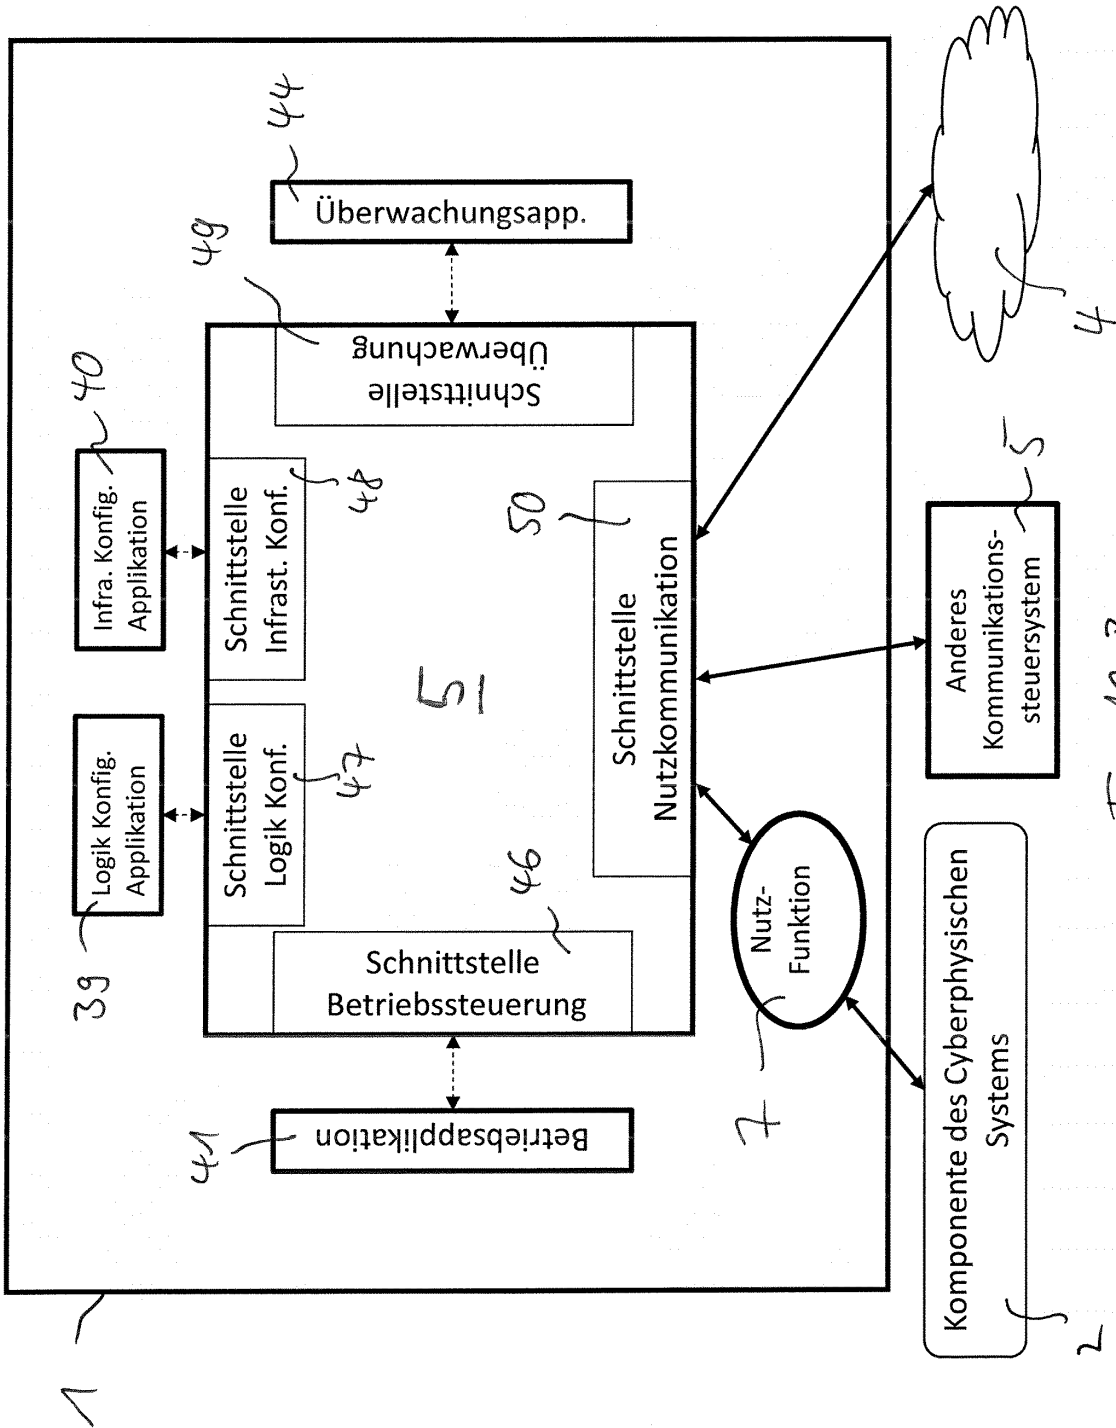 1
39
Logik Konfig.
Applikation
Infra. Konfig.
Applikation
40
41
Betriebsapplikation
Schnittstelle
Betriebssteuerung
46
Schnittstelle
Logik Konf.
47
Schnittstelle
Infrast. Konf.
48
Schnittstelle
Überwachung
49
Überwachungsapp.
44
51
50
Schnittstelle
Nutzkommunikation
7
Nutz-
Funktion
Komponente des Cyberphysischen
Systems
2
Anderes
Kommunikations-
steuersystem
5
4